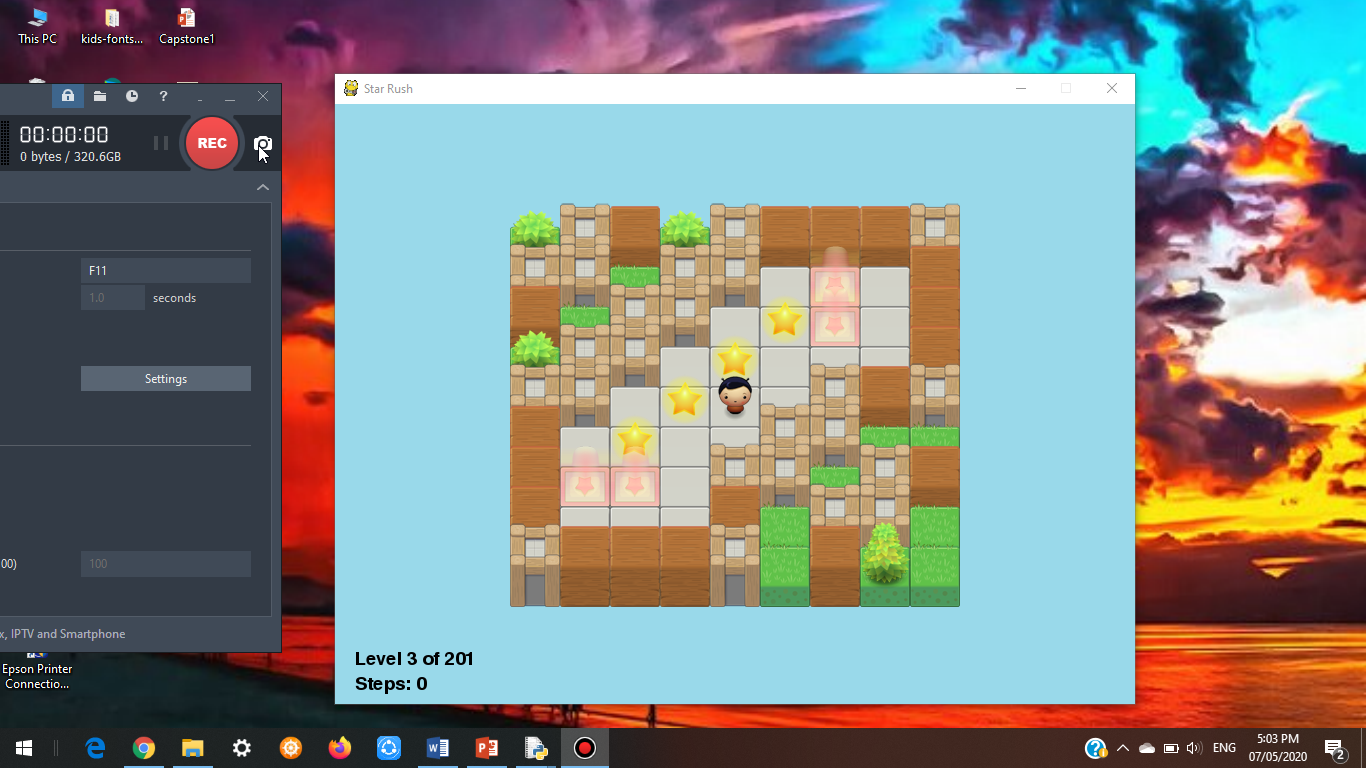 This PC
kids-fonts...
Capstone1
?
00:00:00
0 bytes / 320.6GB
REC
F11
1.0
seconds
Settings
00)
100
x, IPTV and Smartphone
Epson Printer
Connectio...
Star Rush
Level 3 of 201
Steps: 0
ENG
5:03 PM
07/05/2020
2